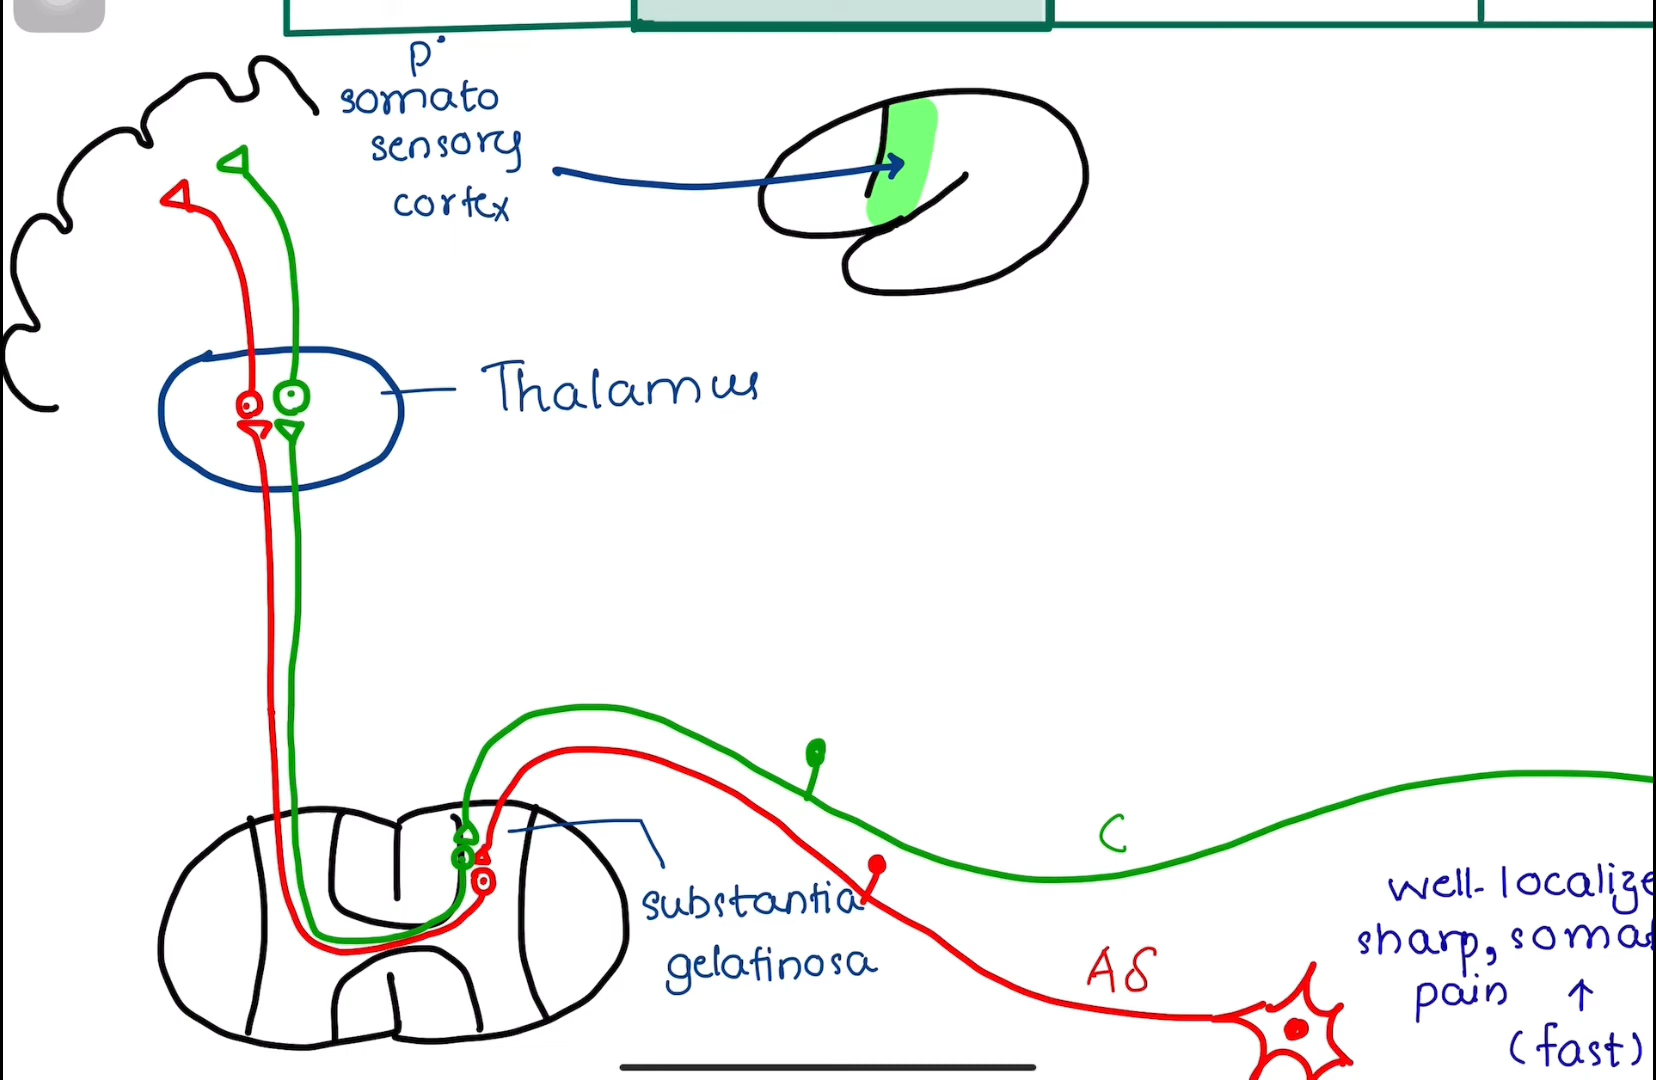 p°
somato
sensory
cortex
Thalamus
C
substantia
gelatinosa
Aδ
well-localize
sharp, soma
pain ↑
(fast)